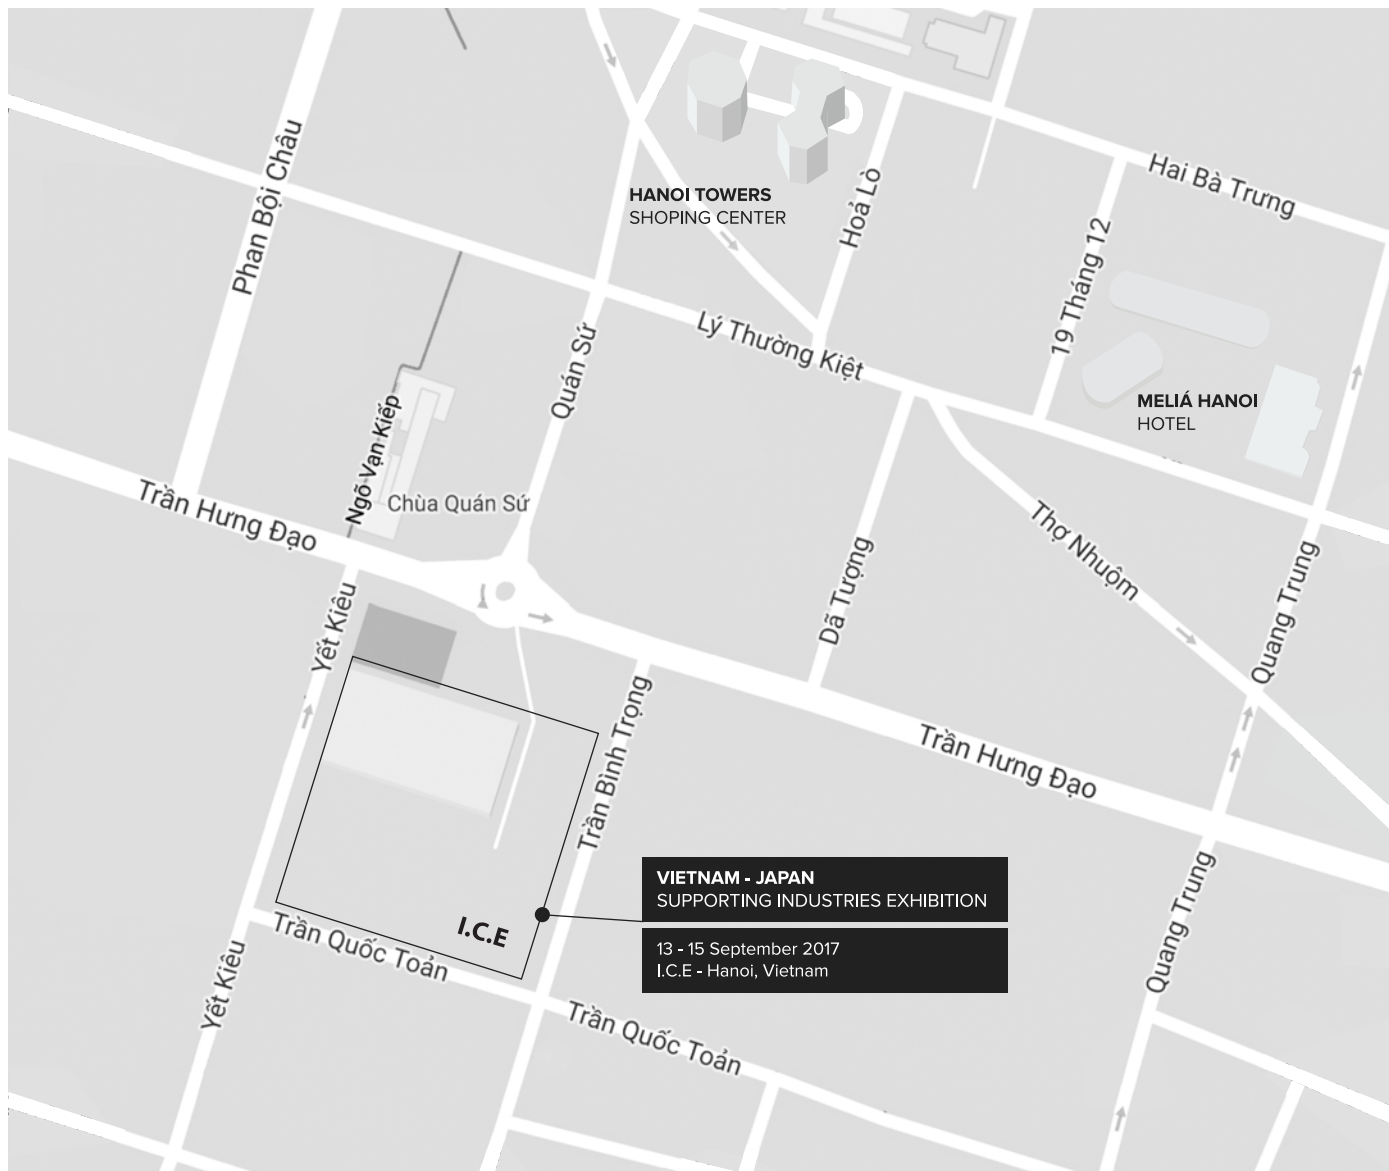 Phan Bội Châu
Hai Bà Trưng
HANOI TOWERS
SHOPING CENTER
Hoả Lò
19 Tháng 12
Lý Thường Kiệt
Quán Sứ
MELIÁ HANOI
HOTEL
Ngõ Vạn Kiếp
Chùa Quán Sứ
Trần Hưng Đạo
Thợ Nhuộm
Dã Tượng
Quang Trung
Yết Kiêu
Trần Bình Trọng
Trần Hưng Đạo
VIETNAM - JAPAN
SUPPORTING INDUSTRIES EXHIBITION
13 - 15 September 2017
I.C.E - Hanoi, Vietnam
I.C.E
Trần Quốc Toản
Quang Trung
Yết Kiêu
Trần Quốc Toản